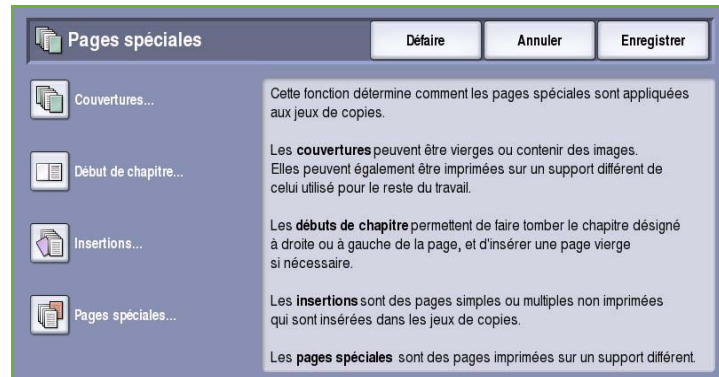 Pages spéciales
Défaire
Annuler
Enregistrer
Couvertures...
Début de chapitre...
Insertions...
Pages spéciales...
Cette fonction détermine comment les pages spéciales sont appliquées
aux jeux de copies.
Les couvertures peuvent être vierges ou contenir des images.
Elles peuvent également être imprimées sur un support différent de
celui utilisé pour le reste du travail.
Les débuts de chapitre permettent de faire tomber le chapitre désigné
à droite ou à gauche de la page, et d'insérer une page vierge
si nécessaire.
Les insertions sont des pages simples ou multiples non imprimées
qui sont insérées dans les jeux de copies.
Les pages spéciales sont des pages imprimées sur un support différent.